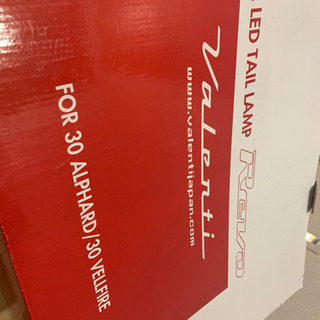 LED TAIL LAMP Revo
Valenti
www.valentijapan.com
FOR 30 ALPHARD/30 VELLFIRE